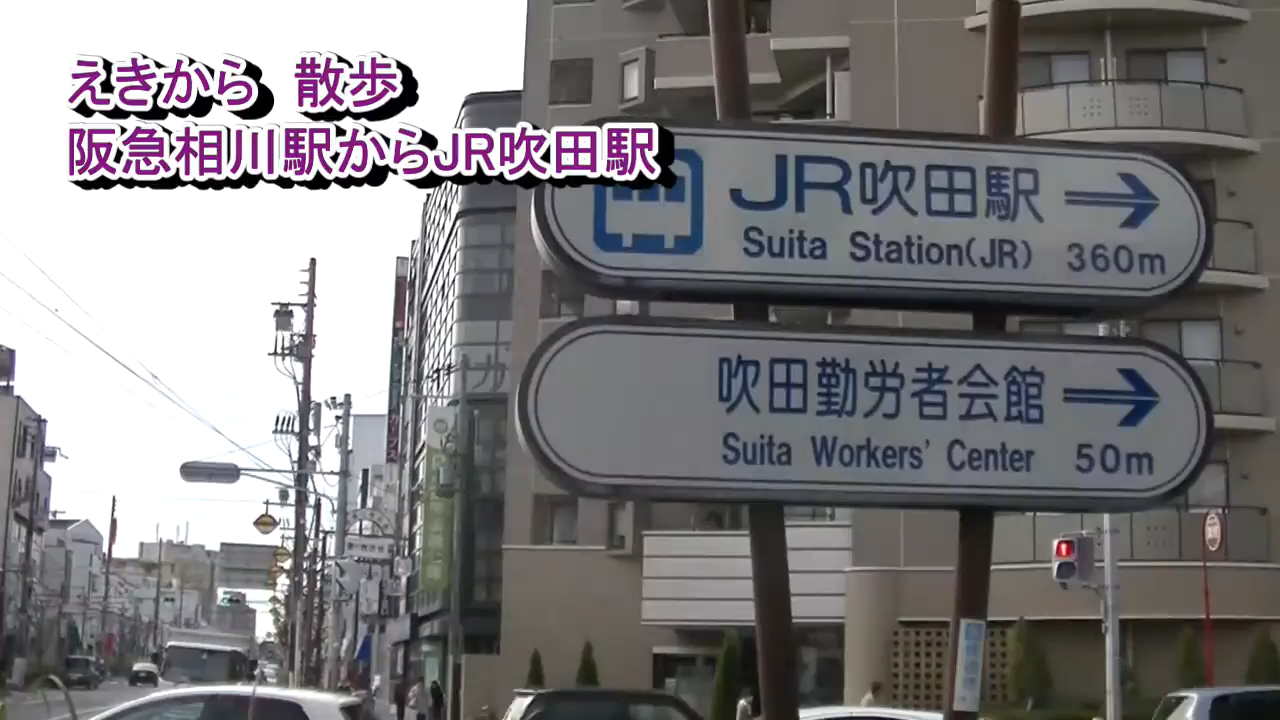 えきから 散歩
阪急相川駅からJR吹田駅
JR吹田駅 →
Suita Station(JR) 360m
吹田勤労者会館 →
Suita Workers' Center 50m